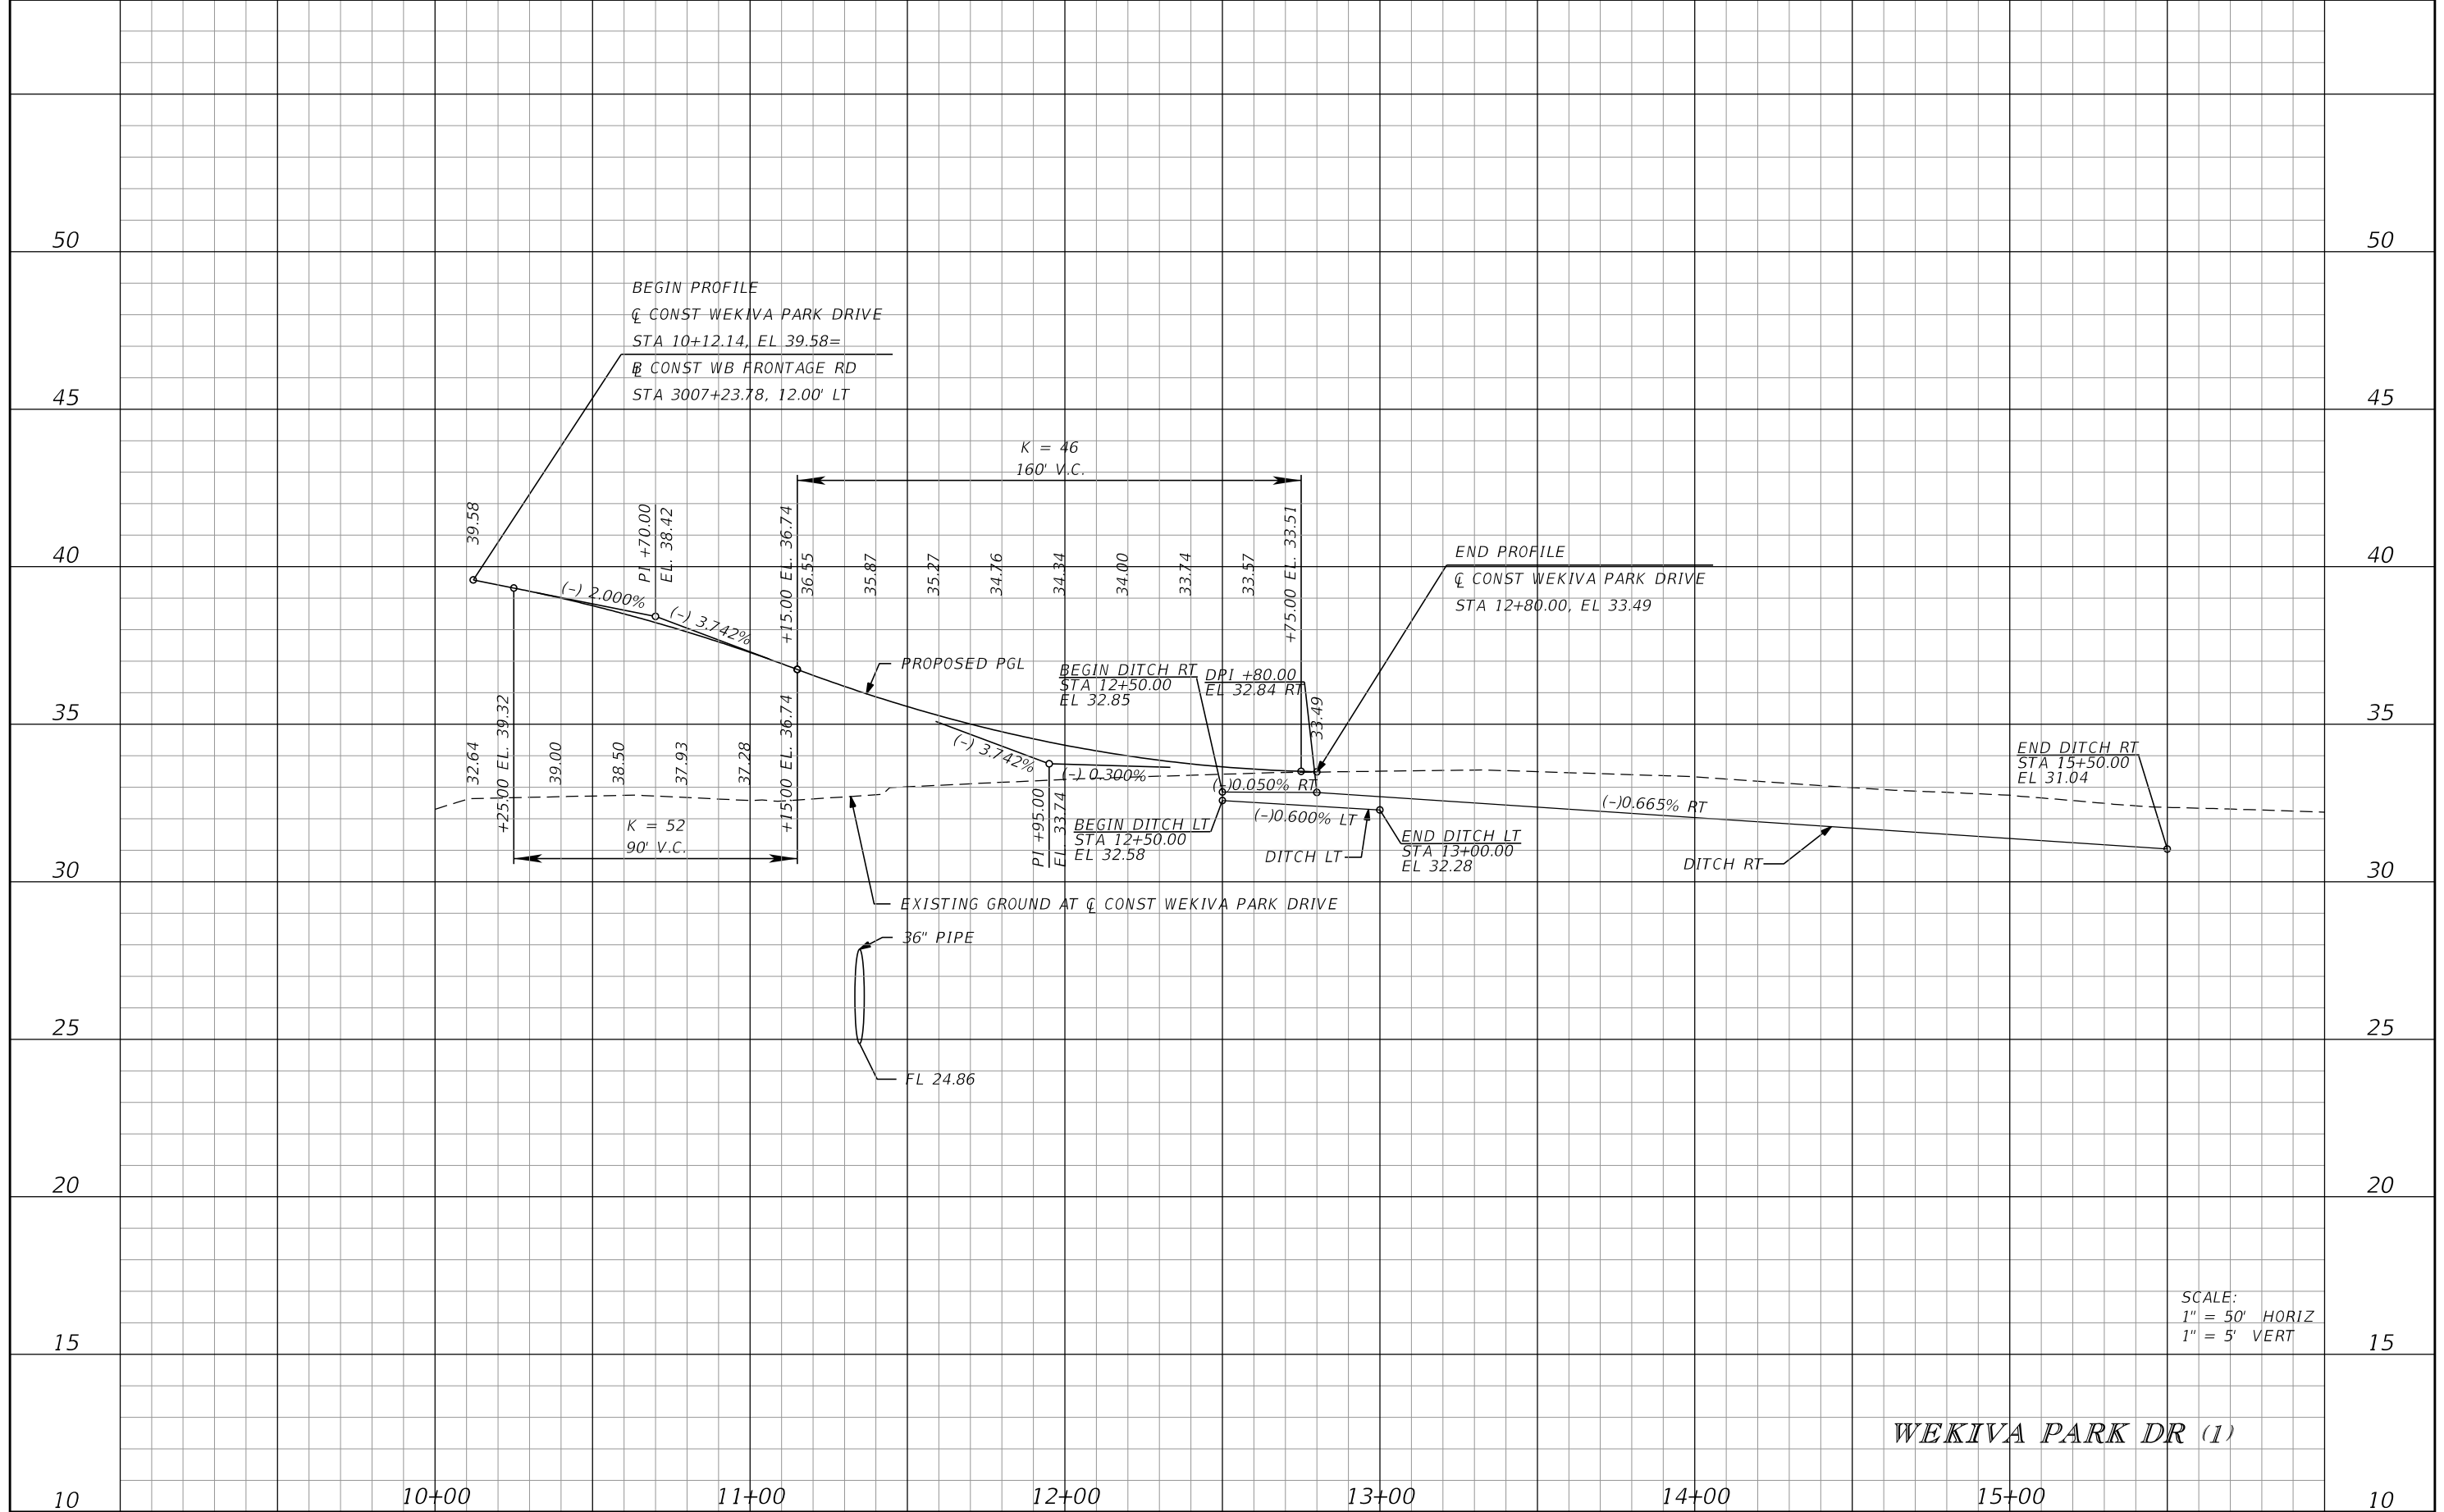 50
50
BEGIN PROFILE
℄ CONST WEKIVA PARK DRIVE
STA 10+12.14, EL 39.58=
B CONST WB FRONTAGE RD
STA 3007+23.78, 12.00' LT
45
45
K = 46
160' V.C.
39.58
PI +70.00
EL. 38.42
+15.00 EL. 36.74
36.55
35.87
35.27
34.76
34.34
34.00
33.74
33.57
+75.00 EL. 33.51
40
40
END PROFILE
℄ CONST WEKIVA PARK DRIVE
STA 12+80.00, EL 33.49
(-) 2.000%
(-) 3.742%
PROPOSED PGL
BEGIN DITCH RT
STA 12+50.00
EL 32.85
DPI +80.00
EL 32.84 RT
33.49
35
35
32.64
+25.00 EL. 39.32
39.00
38.50
37.93
37.28
+15.00 EL. 36.74
(-) 3.742%
(-) 0.300%
(-)0.050% RT
END DITCH RT
STA 15+50.00
EL 31.04
(-)0.665% RT
(-)0.600% LT
PI +95.00
EL. 33.74
K = 52
90' V.C.
BEGIN DITCH LT
STA 12+50.00
EL 32.58
DITCH LT
END DITCH LT
STA 13+00.00
EL 32.28
DITCH RT
30
30
EXISTING GROUND AT ℄ CONST WEKIVA PARK DRIVE
36" PIPE
25
25
FL 24.86
20
20
SCALE:
1" = 50' HORIZ
1" = 5' VERT
15
15
WEKIVA PARK DR (1)
10
10+00
11+00
12+00
13+00
14+00
15+00
10